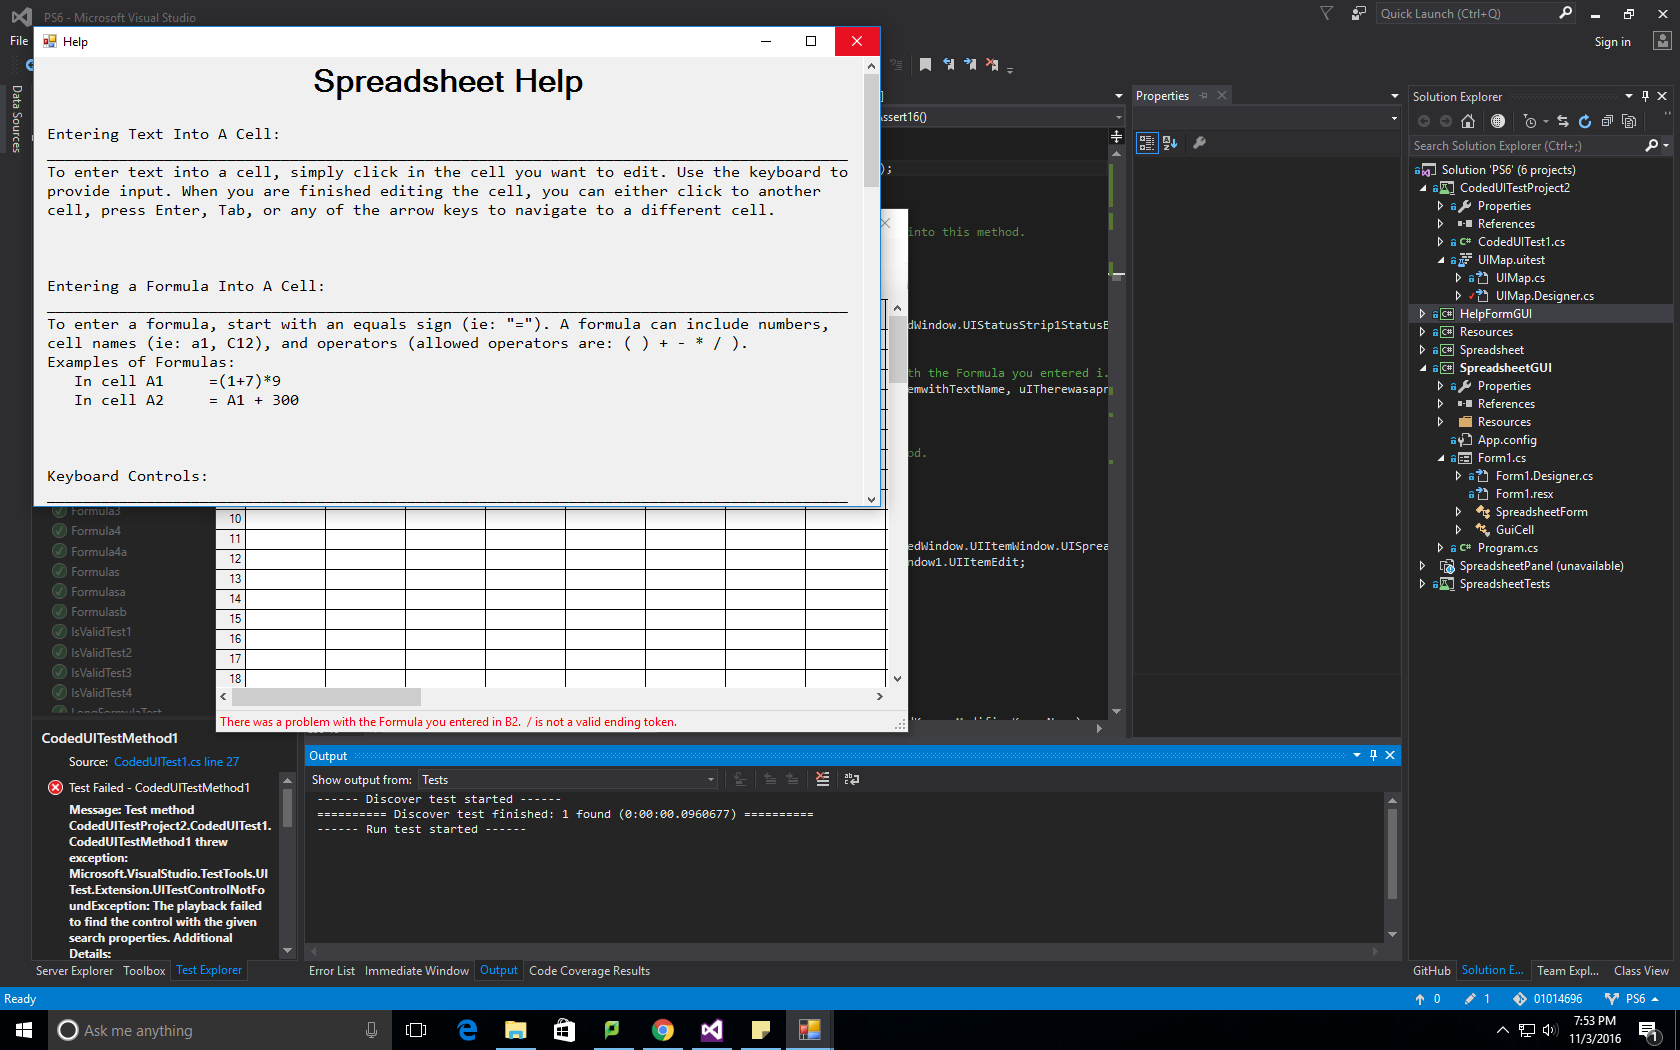 PS6 - Microsoft Visual Studio
Quick Launch (Ctrl+Q)
File
Sign in
Help
Spreadsheet Help
Entering Text Into A Cell:
To enter text into a cell, simply click in the cell you want to edit. Use the keyboard to
provide input. When you are finished editing the cell, you can either click to another
cell, press Enter, Tab, or any of the arrow keys to navigate to a different cell.
Entering a Formula Into A Cell:
To enter a formula, start with an equals sign (ie: "="). A formula can include numbers,
cell names (ie: a1, C12), and operators (allowed operators are: ( ) + - * / ).
Examples of Formulas:
In cell A1 =(1+7)*9
In cell A2 = A1 + 300
Keyboard Controls:
Data Sources
ssert16()
);
into this method.
dWindow.UIStatusStrip1StatusB
th the Formula you entered i.
emwithTextName, uITherewasapr
od.
edWindow.UIItemWindow.UISprea
ndow1.UIItemEdit;
Formula3
Formula4
Formula4a
Formulas
Formulasa
Formulasb
IsValidTest1
IsValidTest2
IsValidTest3
IsValidTest4
LongFormulaTest
10
11
12
13
14
15
16
17
18
There was a problem with the Formula you entered in B2. / is not a valid ending token.
CodedUITestMethod1
Source: CodedUITest1.cs line 27
Test Failed - CodedUITestMethod1
Message: Test method
CodedUITestProject2.CodedUITest1.
CodedUITestMethod1 threw
exception:
Microsoft.VisualStudio.TestTools.UI
Test.Extension.UITestControlNotFo
undException: The playback failed
to find the control with the given
search properties. Additional
Details:
Server Explorer
Toolbox
Test Explorer
Output
Show output from: Tests
------ Discover test started ------
========== Discover test finished: 1 found (0:00:00.0960677) ==========
------ Run test started ------
Error List
Immediate Window
Output
Code Coverage Results
Properties
Solution Explorer
Search Solution Explorer (Ctrl+;)
Solution 'PS6' (6 projects)
CodedUITestProject2
Properties
References
CodedUITest1.cs
UIMap.uitest
UIMap.cs
UIMap.Designer.cs
HelpFormGUI
Resources
Spreadsheet
SpreadsheetGUI
Properties
References
Resources
App.config
Form1.cs
Form1.Designer.cs
Form1.resx
SpreadsheetForm
GuiCell
Program.cs
SpreadsheetPanel (unavailable)
SpreadsheetTests
GitHub
Solution E...
Team Expl...
Class View
Ready
0
1
01014696
PS6
Ask me anything
7:53 PM
11/3/2016
1